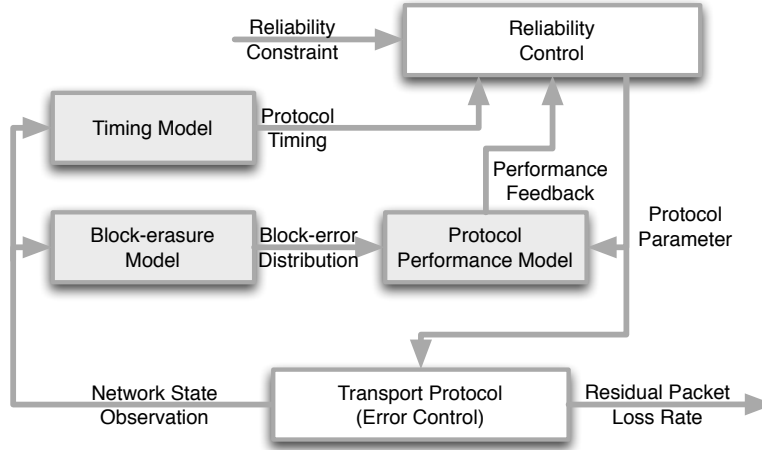 Reliability
Constraint
Reliability
Control
Timing Model
Protocol
Timing
Performance
Feedback
Block-erasure
Model
Block-error
Distribution
Protocol
Performance Model
Protocol
Parameter
Network State
Observation
Transport Protocol
(Error Control)
Residual Packet
Loss Rate